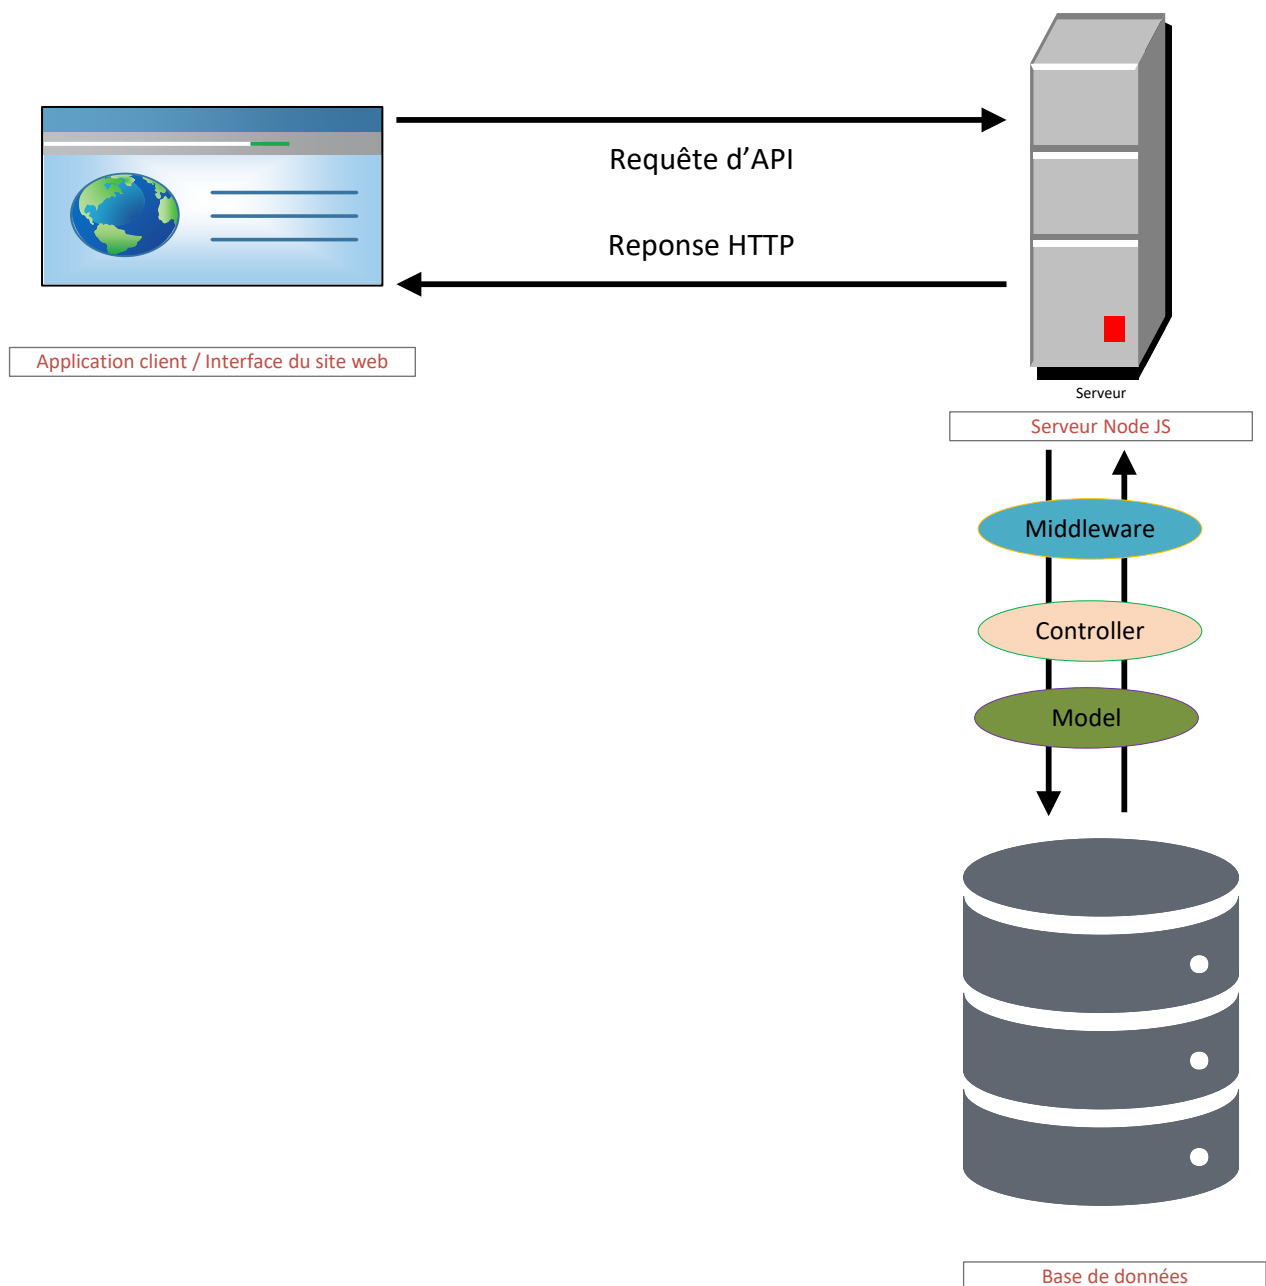 Requête d’API
Reponse HTTP
Application client / Interface du site web
Serveur
Serveur Node JS
Middleware
Controller
Model
Base de données